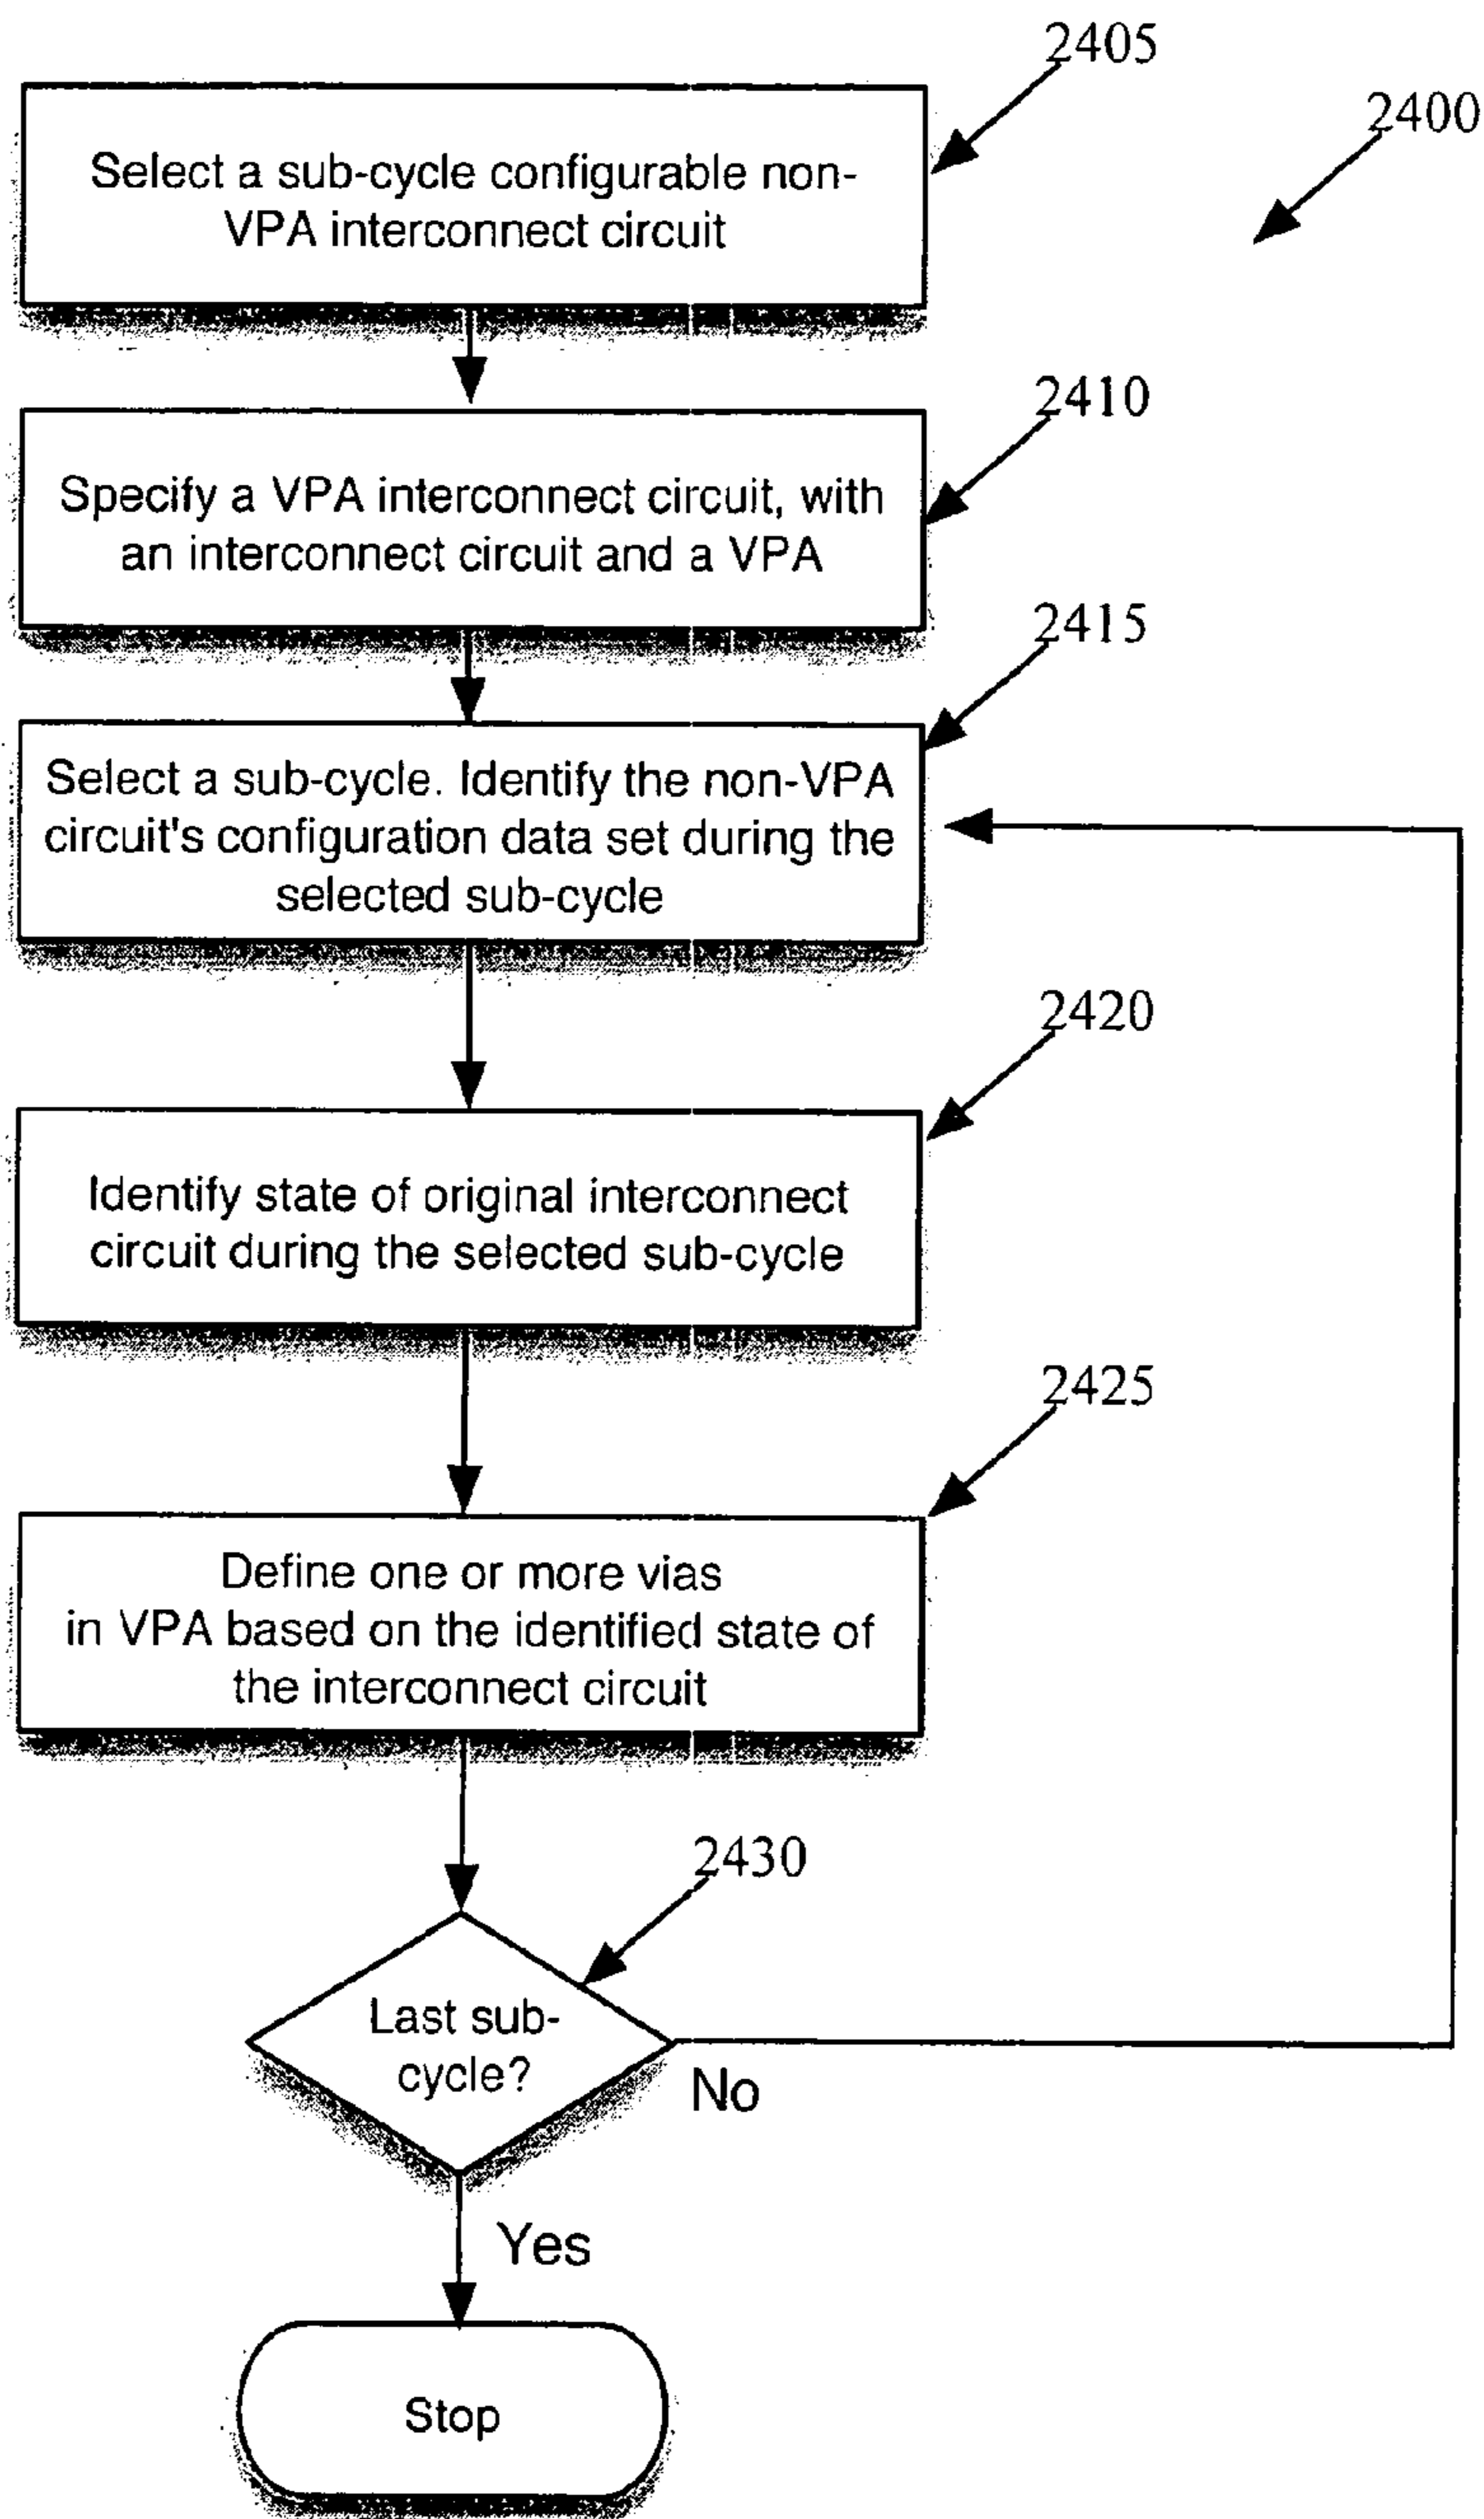 2405
2400
Select a sub-cycle configurable non-
VPA interconnect circuit
2410
Specify a VPA interconnect circuit, with
an interconnect circuit and a VPA
2415
Select a sub-cycle. Identify the non-VPA
circuit's configuration data set during the
selected sub-cycle
2420
Identify state of original interconnect
circuit during the selected sub-cycle
2425
Define one or more vias
in VPA based on the identified state of
the interconnect circuit
2430
Last sub-
cycle?
No
Yes
Stop